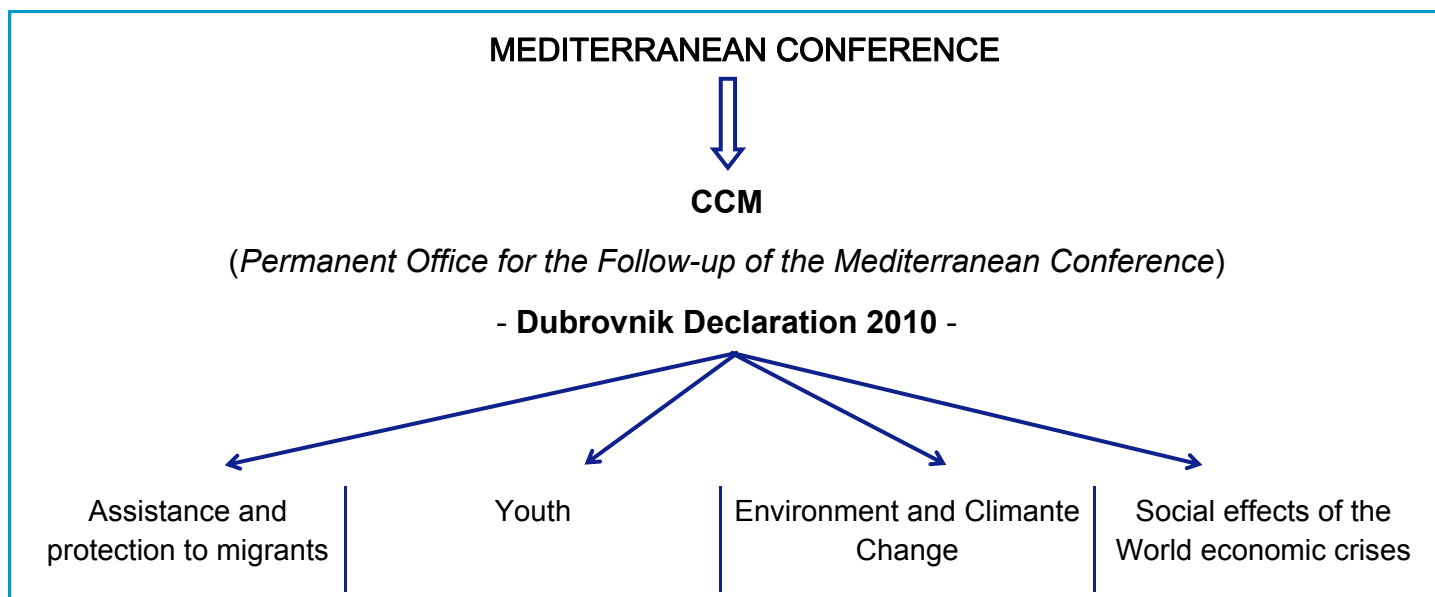 MEDITERRANEAN CONFERENCE
CCM
(Permanent Office for the Follow-up of the Mediterranean Conference)
- Dubrovnik Declaration 2010 -
Assistance and
protection to migrants
Youth
Environment and Climante
Change
Social effects of the
World economic crises